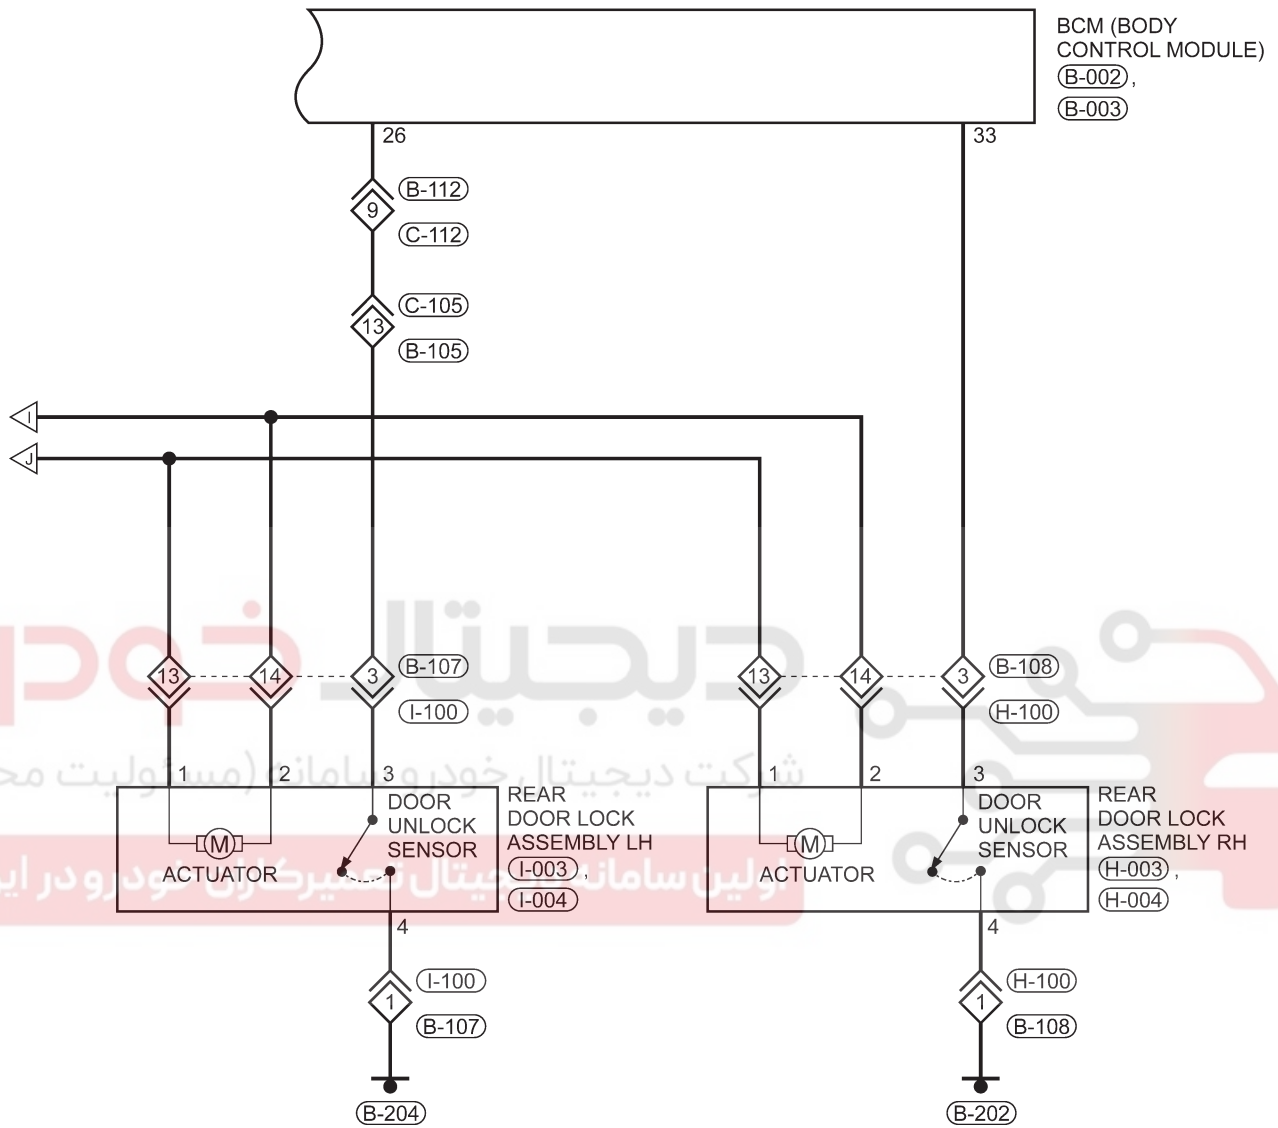 BCM (BODY
CONTROL MODULE)
B-002 ,
B-003
26
33
B-112
9
C-112
C-105
13
B-105
I
J
13
14
3
B-107
I-100
13
14
3
B-108
H-100
دیجیتال خودرو
شرکت دیجیتال خودرو سامانه (مسئولیت
اولین سامانه دیجیتال تعمیرکاران خودرو در
1
2
3
DOOR
UNLOCK
SENSOR
M
ACTUATOR
REAR
DOOR LOCK
ASSEMBLY LH
I-003 ,
I-004
1
2
3
DOOR
UNLOCK
SENSOR
M
ACTUATOR
REAR
DOOR LOCK
ASSEMBLY RH
H-003 ,
H-004
4
I-100
1
B-107
B-204
4
H-100
1
B-108
B-202